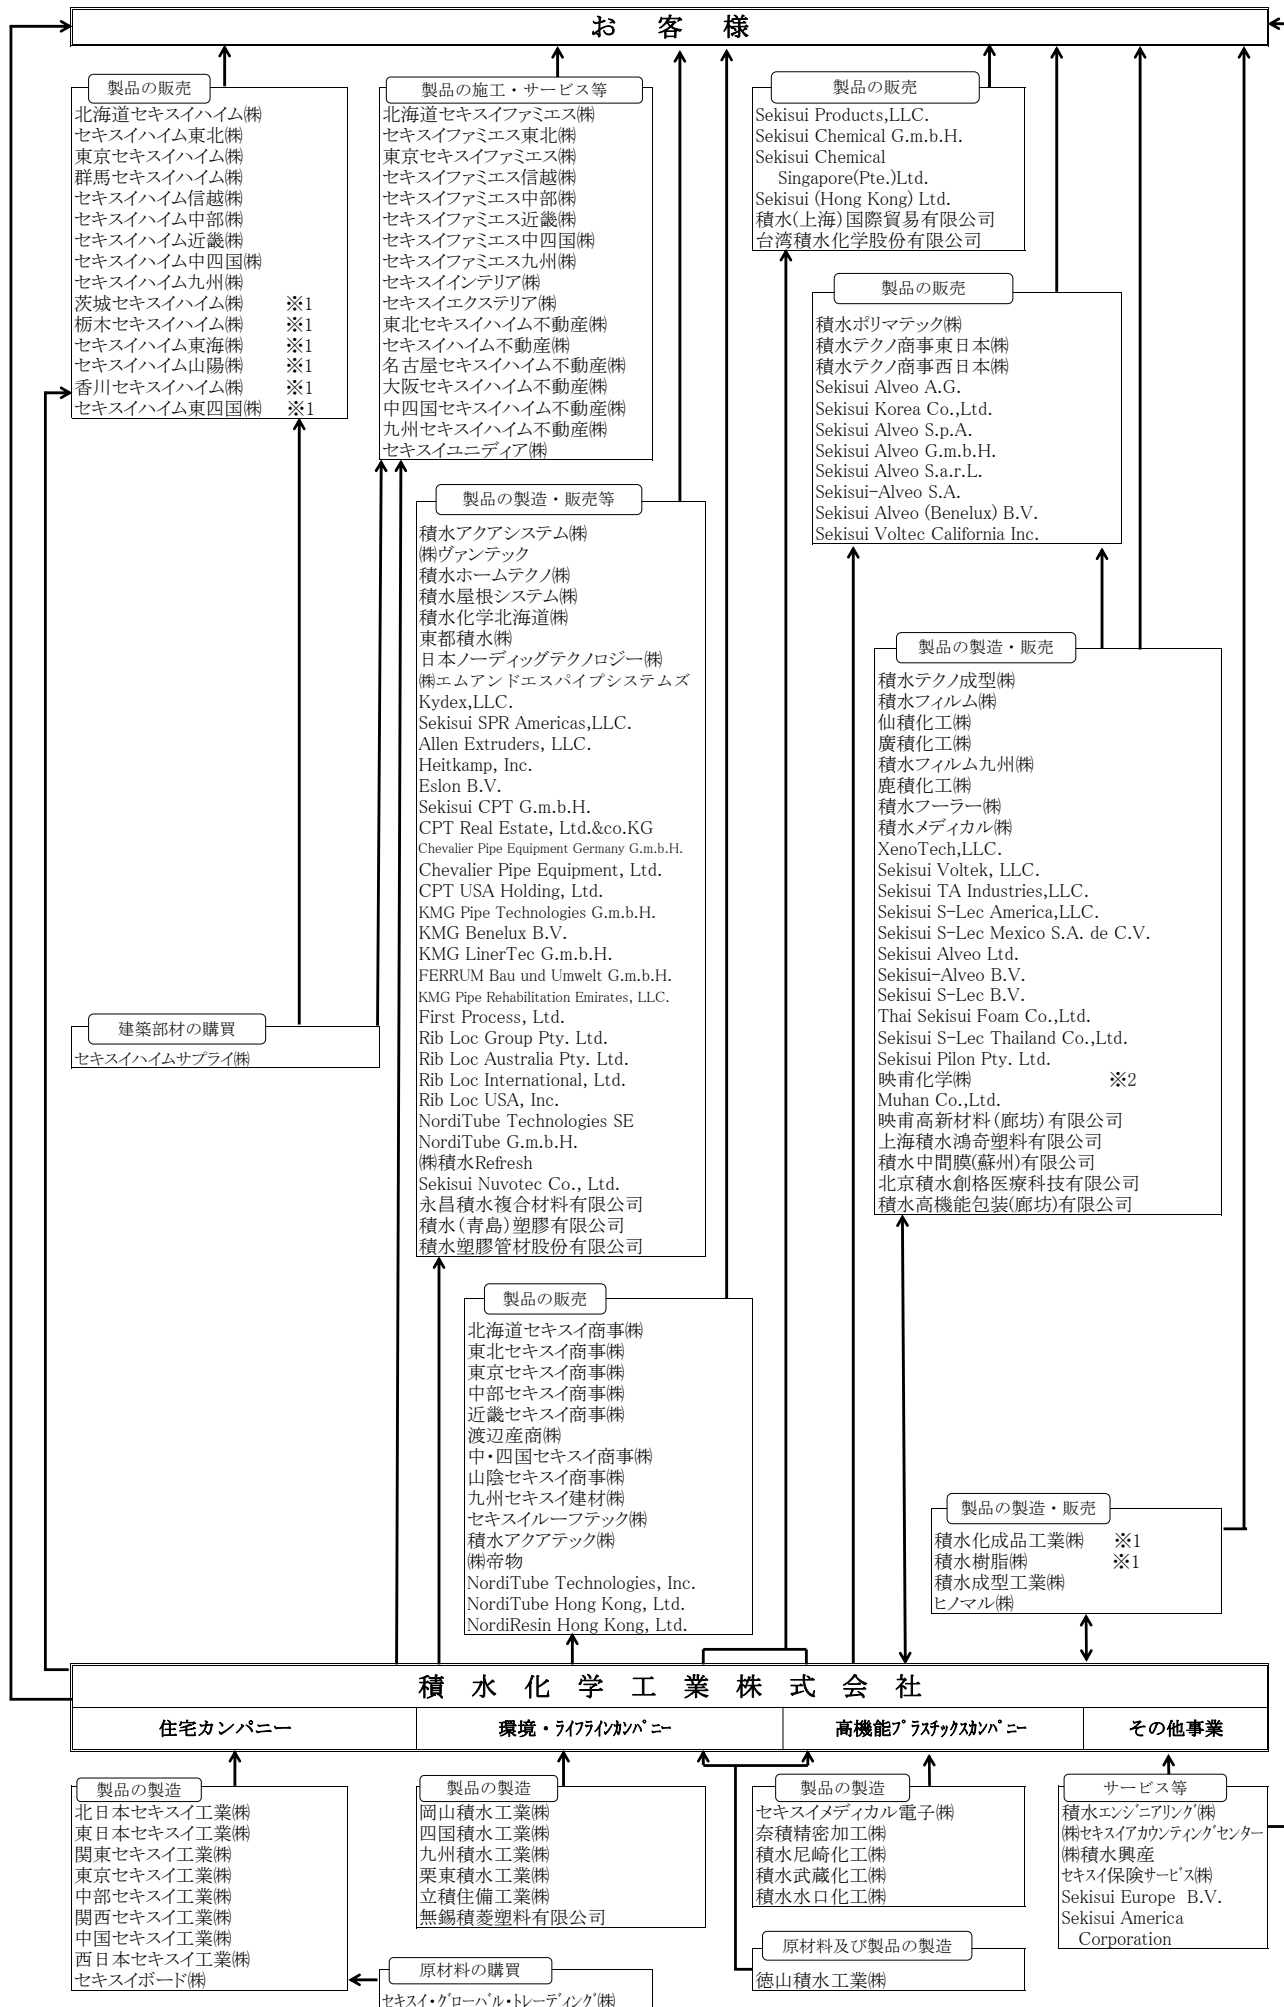 お客様
製品の販売
北海道セキスイハイム㈱
セキスイハイム東北㈱
東京セキスイハイム㈱
群馬セキスイハイム㈱
セキスイハイム信越㈱
セキスイハイム中部㈱
セキスイハイム近畿㈱
セキスイハイム中四国㈱
セキスイハイム九州㈱
茨城セキスイハイム㈱ ※1
栃木セキスイハイム㈱ ※1
セキスイハイム東海㈱ ※1
セキスイハイム山陽㈱ ※1
香川セキスイハイム㈱ ※1
セキスイハイム東四国㈱ ※1
製品の施工・サービス等
北海道セキスイファミエス㈱
セキスイファミエス東北㈱
東京セキスイファミエス㈱
セキスイファミエス信越㈱
セキスイファミエス中部㈱
セキスイファミエス近畿㈱
セキスイファミエス中四国㈱
セキスイファミエス九州㈱
セキスイインテリア㈱
セキスイエクステリア㈱
東北セキスイハイム不動産㈱
セキスイハイム不動産㈱
名古屋セキスイハイム不動産㈱
大阪セキスイハイム不動産㈱
中四国セキスイハイム不動産㈱
九州セキスイハイム不動産㈱
セキスイユニディア㈱
製品の販売
Sekisui Products,LLC.
Sekisui Chemical G.m.b.H.
Sekisui Chemical
Singapore(Pte.)Ltd.
Sekisui (Hong Kong) Ltd.
積水(上海)国際貿易有限公司
台湾積水化学股份有限公司
製品の販売
積水ポリマテック㈱
積水テクノ商事東日本㈱
積水テクノ商事西日本㈱
Sekisui Alveo A.G.
Sekisui Korea Co.,Ltd.
Sekisui Alveo S.p.A.
Sekisui Alveo G.m.b.H.
Sekisui Alveo S.a.r.L.
Sekisui-Alveo S.A.
Sekisui Alveo (Benelux) B.V.
Sekisui Voltec California Inc.
製品の製造・販売等
積水アクアシステム㈱
㈱ヴァンテック
積水ホームテクノ㈱
積水屋根システム㈱
積水化学北海道㈱
東都積水㈱
日本ノーディッグテクノロジー㈱
㈱エムアンドエスパイプシステムズ
Kydex,LLC.
Sekisui SPR Americas,LLC.
Allen Extruders, LLC.
Heitkamp, Inc.
Eslon B.V.
Sekisui CPT G.m.b.H.
CPT Real Estate, Ltd.&co.KG
Chevalier Pipe Equipment Germany G.m.b.H.
Chevalier Pipe Equipment, Ltd.
CPT USA Holding, Ltd.
KMG Pipe Technologies G.m.b.H.
KMG Benelux B.V.
KMG LinerTec G.m.b.H.
FERRUM Bau und Umwelt G.m.b.H.
KMG Pipe Rehabilitation Emirates, LLC.
First Process, Ltd.
Rib Loc Group Pty. Ltd.
Rib Loc Australia Pty. Ltd.
Rib Loc International, Ltd.
Rib Loc USA, Inc.
NordiTube Technologies SE
NordiTube G.m.b.H.
㈱積水Refresh
Sekisui Nuvotec Co., Ltd.
永昌積水複合材料有限公司
積水(青島)塑膠有限公司
積水塑膠管材股份有限公司
製品の製造・販売
積水テクノ成型㈱
積水フィルム㈱
仙積化工㈱
廣積化工㈱
積水フィルム九州㈱
鹿積化工㈱
積水フーラー㈱
積水メディカル㈱
XenoTech,LLC.
Sekisui Voltek, LLC.
Sekisui TA Industries,LLC.
Sekisui S-Lec America,LLC.
Sekisui S-Lec Mexico S.A. de C.V.
Sekisui Alveo Ltd.
Sekisui-Alveo B.V.
Sekisui S-Lec B.V.
Thai Sekisui Foam Co.,Ltd.
Sekisui S-Lec Thailand Co.,Ltd.
Sekisui Pilon Pty. Ltd.
映甫化学㈱ ※2
Muhan Co.,Ltd.
映甫高新材料(廊坊)有限公司
上海積水鴻奇塑料有限公司
積水中間膜(蘇州)有限公司
北京積水創格医療科技有限公司
積水高機能包装(廊坊)有限公司
建築部材の購買
セキスイハイムサプライ㈱
製品の販売
北海道セキスイ商事㈱
東北セキスイ商事㈱
東京セキスイ商事㈱
中部セキスイ商事㈱
近畿セキスイ商事㈱
渡辺産商㈱
中・四国セキスイ商事㈱
山陰セキスイ商事㈱
九州セキスイ建材㈱
セキスイルーフテック㈱
積水アクアテック㈱
㈱帝物
NordiTube Technologies, Inc.
NordiTube Hong Kong, Ltd.
NordiResin Hong Kong, Ltd.
製品の製造・販売
積水化成品工業㈱ ※1
積水樹脂㈱ ※1
積水成型工業㈱
ヒノマル㈱
積水化学工業株式会社
住宅カンパニー 環境・ライフラインカンパニー 高機能プラスチックスカンパニー その他事業
製品の製造
北日本セキスイ工業㈱
東日本セキスイ工業㈱
関東セキスイ工業㈱
東京セキスイ工業㈱
中部セキスイ工業㈱
関西セキスイ工業㈱
中国セキスイ工業㈱
西日本セキスイ工業㈱
セキスイボード㈱
製品の製造
岡山積水工業㈱
四国積水工業㈱
九州積水工業㈱
栗東積水工業㈱
立積住備工業㈱
無錫積菱塑料有限公司
原材料の購買
セキスイ・グローバル・トレーディング㈱
製品の製造
セキスイメディカル電子㈱
奈積精密加工㈱
積水尼崎化工㈱
積水武蔵化工㈱
積水水口化工㈱
原材料及び製品の製造
徳山積水工業㈱
サービス等
積水エンジニアリング㈱
㈱セキスイアカウンティングセンター
㈱積水興産
セキスイ保険サービス㈱
Sekisui Europe B.V.
Sekisui America
Corporation